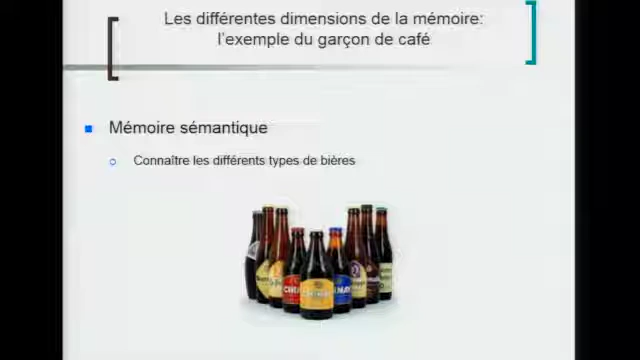 Les différentes dimensions de la mémoire:
l'exemple du garçon de café
Mémoire sémantique
Connaître les différents types de bières